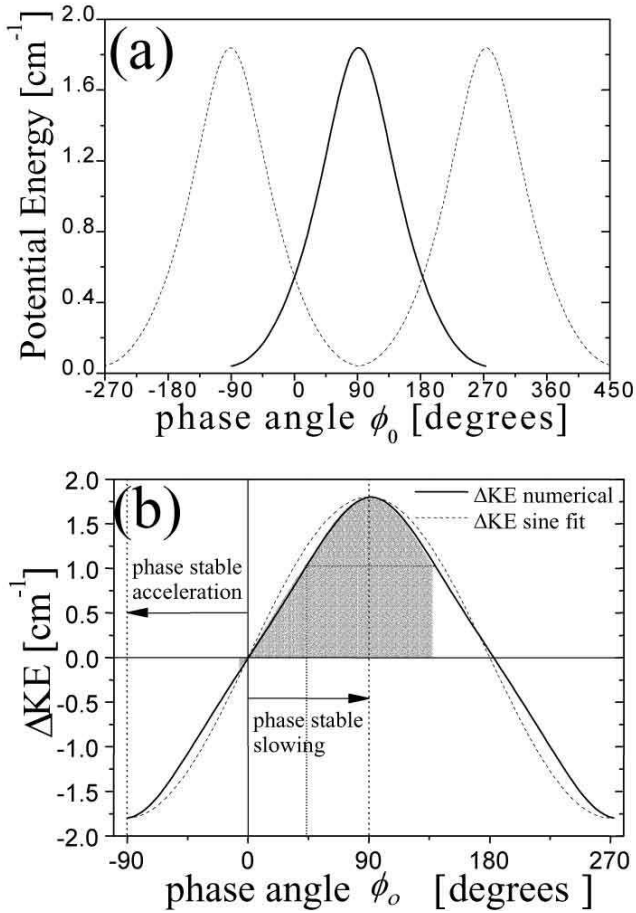 (a)
Potential Energy [cm⁻¹]
2.0
1.6
1.2
0.8
0.4
0.0
-270 -180 -90 0 90 180 270 360 450
phase angle ϕ₀ [degrees]
(b)
ΔKE [cm⁻¹]
2.0
1.5
1.0
0.5
0.0
-0.5
-1.0
-1.5
-2.0
ΔKE numerical
ΔKE sine fit
phase stable
acceleration
phase stable
slowing
-90 0 90 180 270
phase angle ϕₒ [degrees]